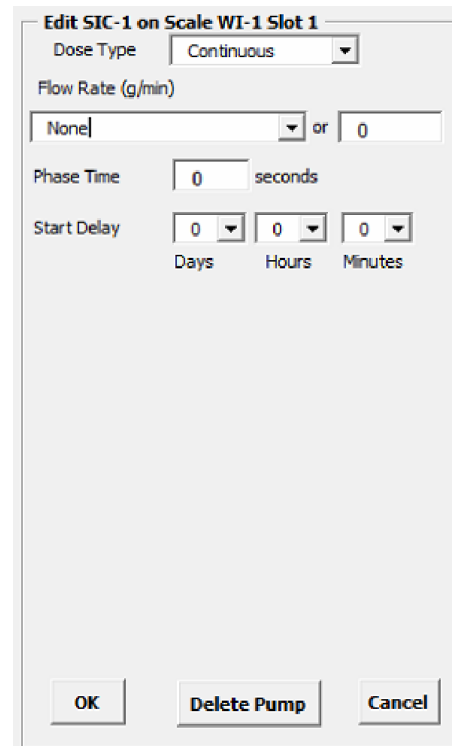 Edit SIC-1 on Scale WI-1 Slot 1
Dose Type Continuous
Flow Rate (g/min)
None or 0
Phase Time 0 seconds
Start Delay 0 0 0
Days Hours Minutes
OK Delete Pump Cancel